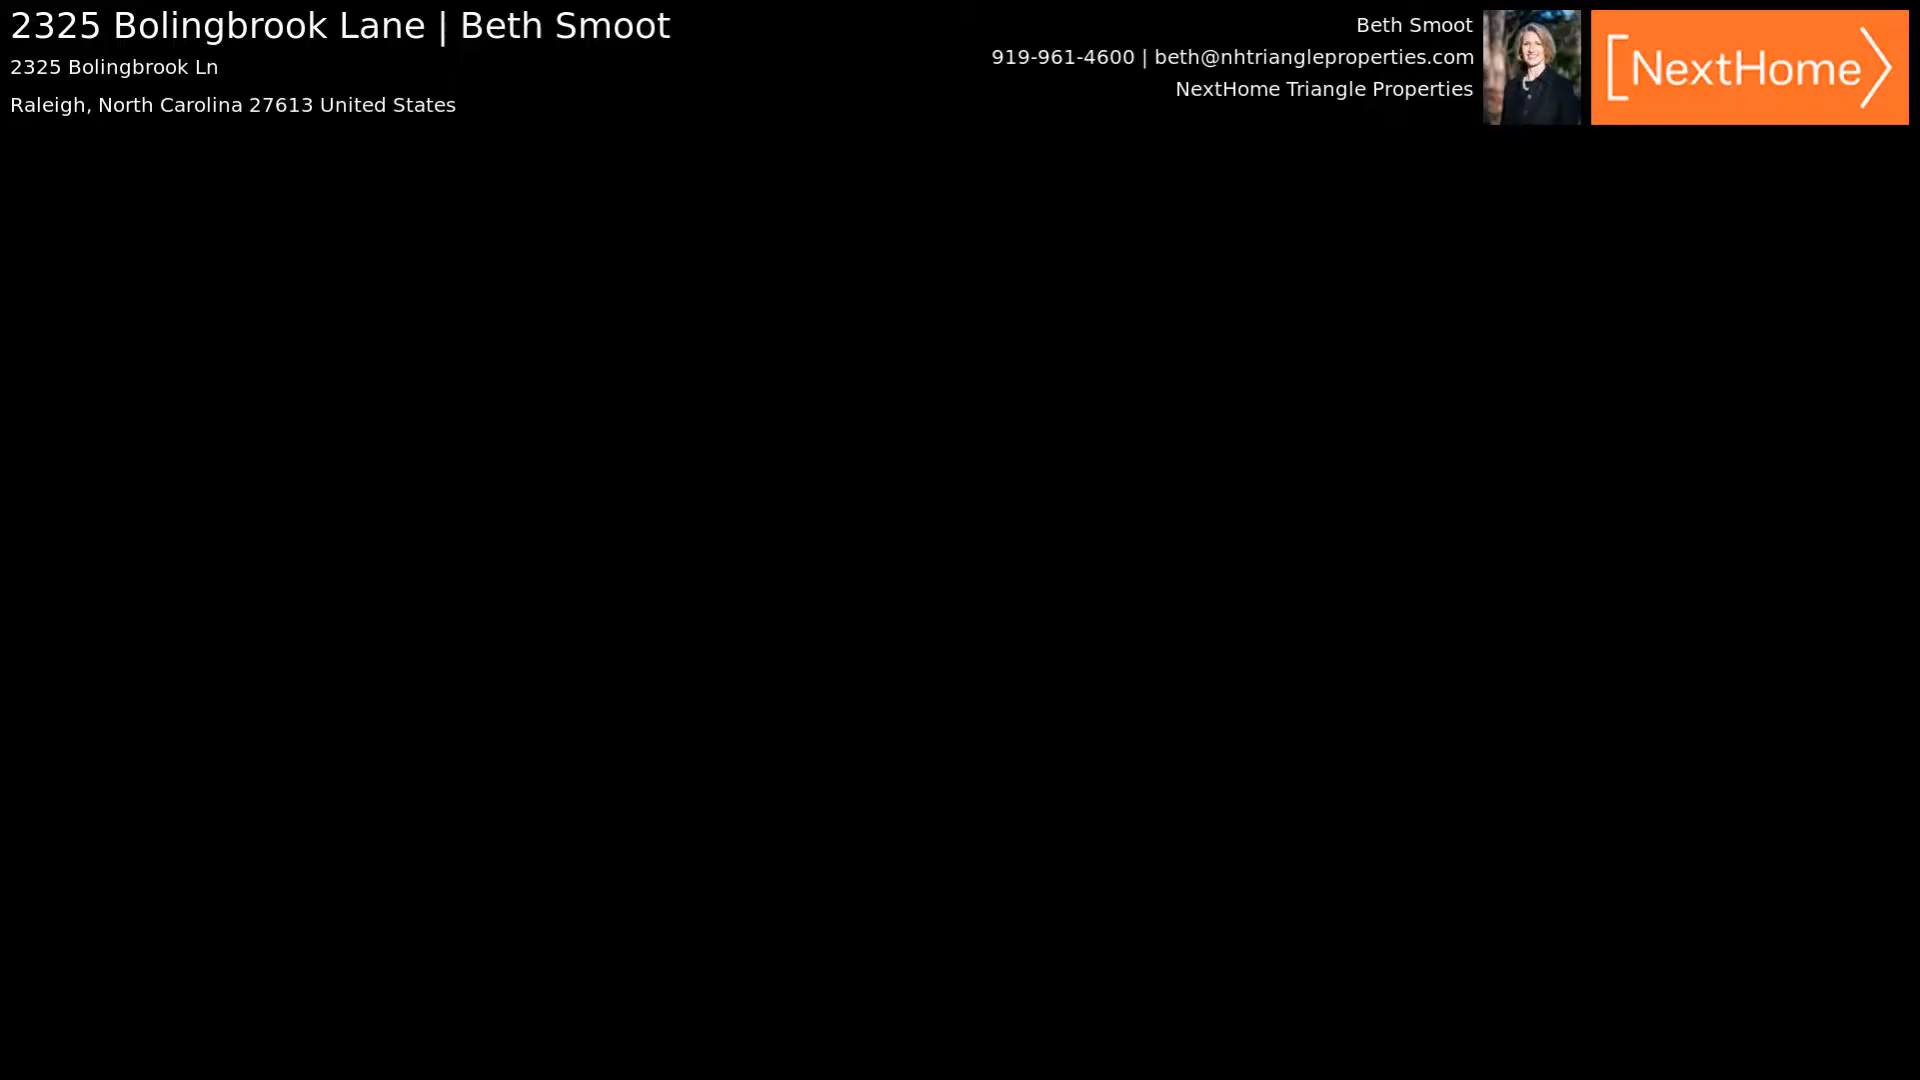 2325 Bolingbrook Lane | Beth Smoot
2325 Bolingbrook Ln
Raleigh, North Carolina 27613 United States
Beth Smoot
919-961-4600 | beth@nhtriangleproperties.com
NextHome Triangle Properties
NextHome